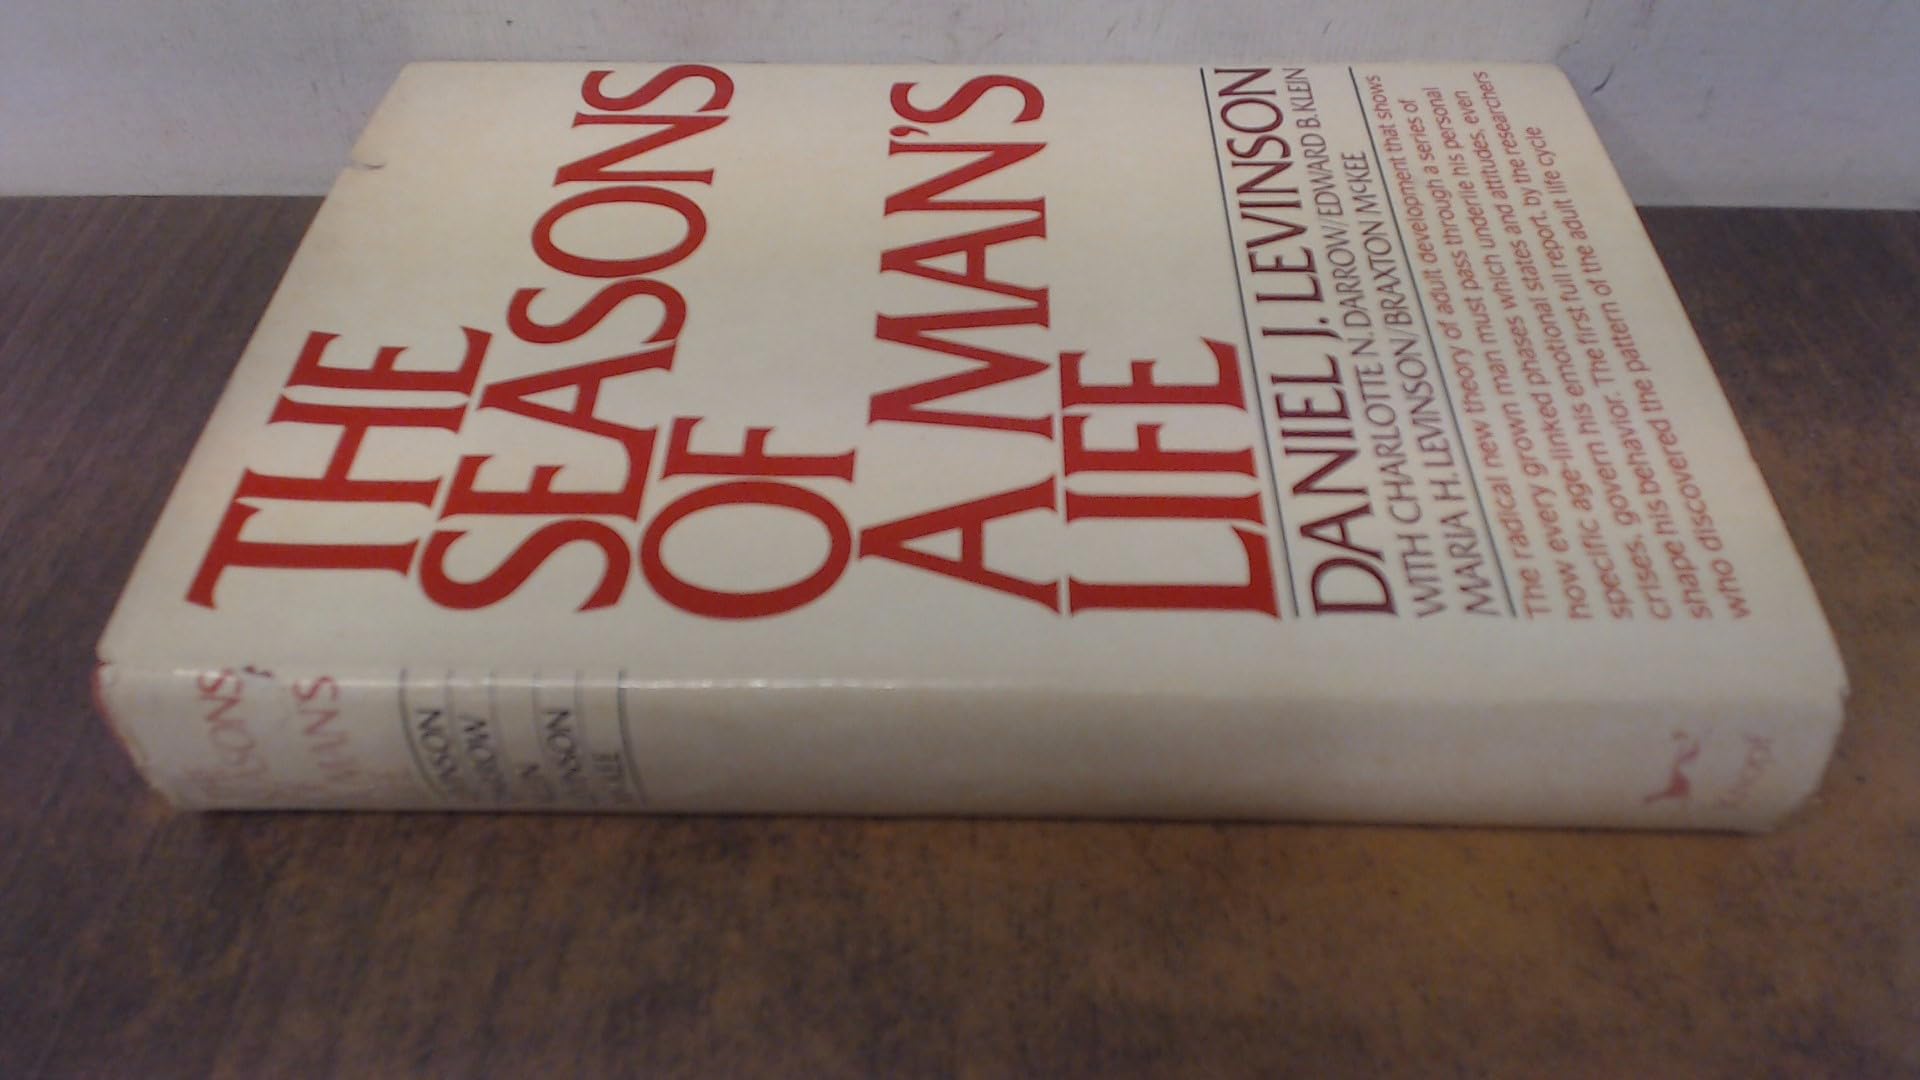 THE
SEASONS
OF
A MAN'S
LIFE
DANIEL J. LEVINSON
WITH CHARLOTTE N. DARROW/EDWARD B. KLEIN
MARIA H. LEVINSON/BRAXTON McKEE
The radical new theory of adult development that shows
how every grown man must pass through a series of
specific age-linked phases which underlie his personal
crises, govern his emotional states and attitudes, even
shape his behavior. The first full report, by the researchers
who discovered the pattern of the adult life cycle
SEASONS
MAN'S